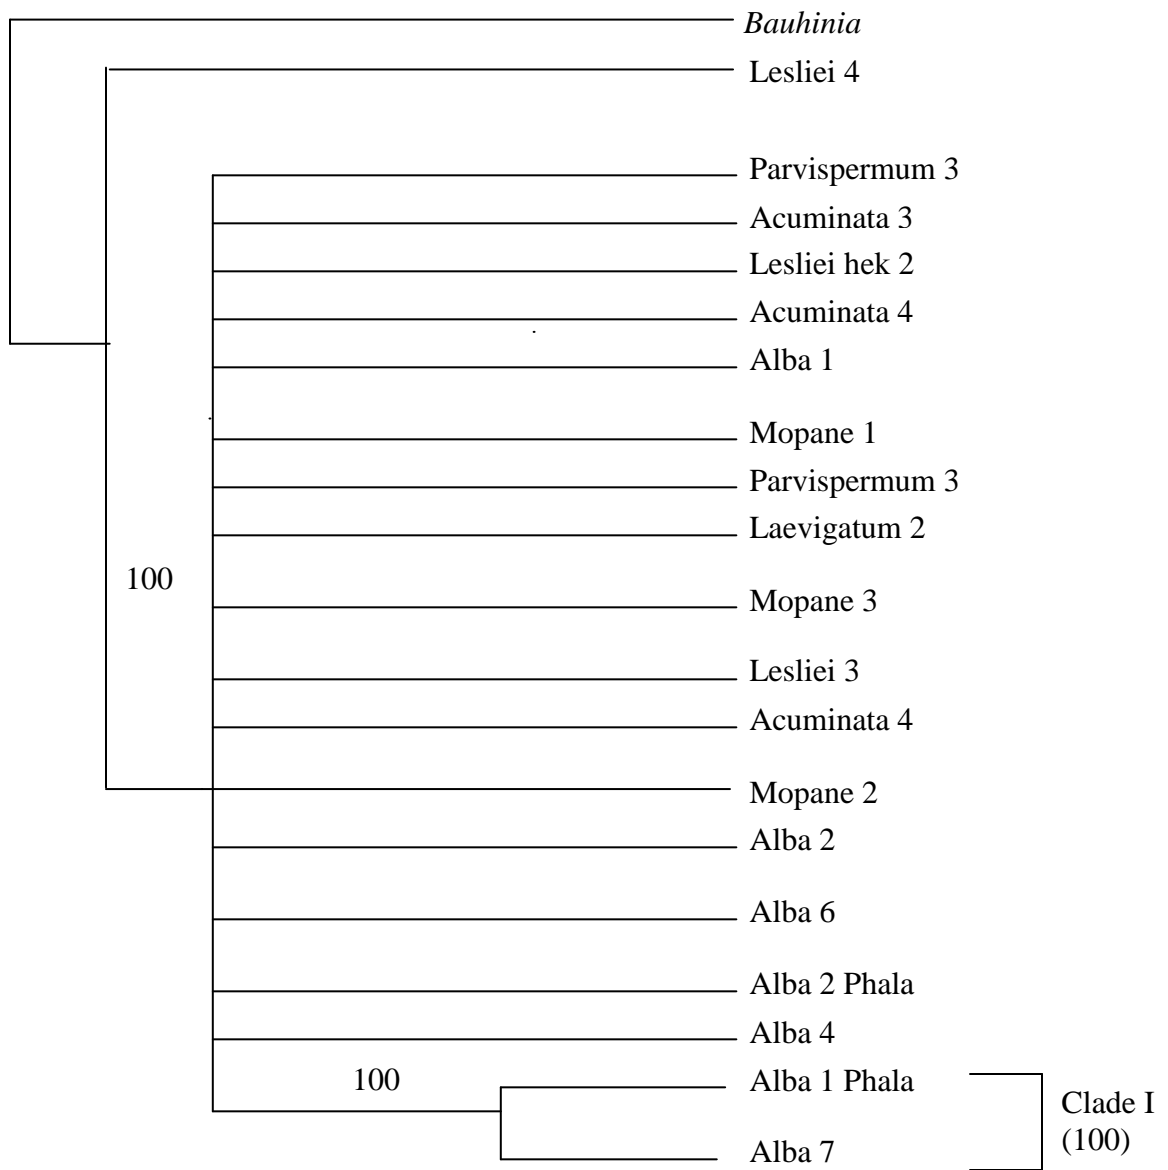 Bauhinia
Lesliei 4
Parvispermum 3
Acuminata 3
Lesliei hek 2
Acuminata 4
Alba 1
Mopane 1
Parvispermum 3
Laevigatum 2
100
Mopane 3
Lesliei 3
Acuminata 4
Mopane 2
Alba 2
Alba 6
Alba 2 Phala
Alba 4
100
Alba 1 Phala
Clade I
(100)
Alba 7